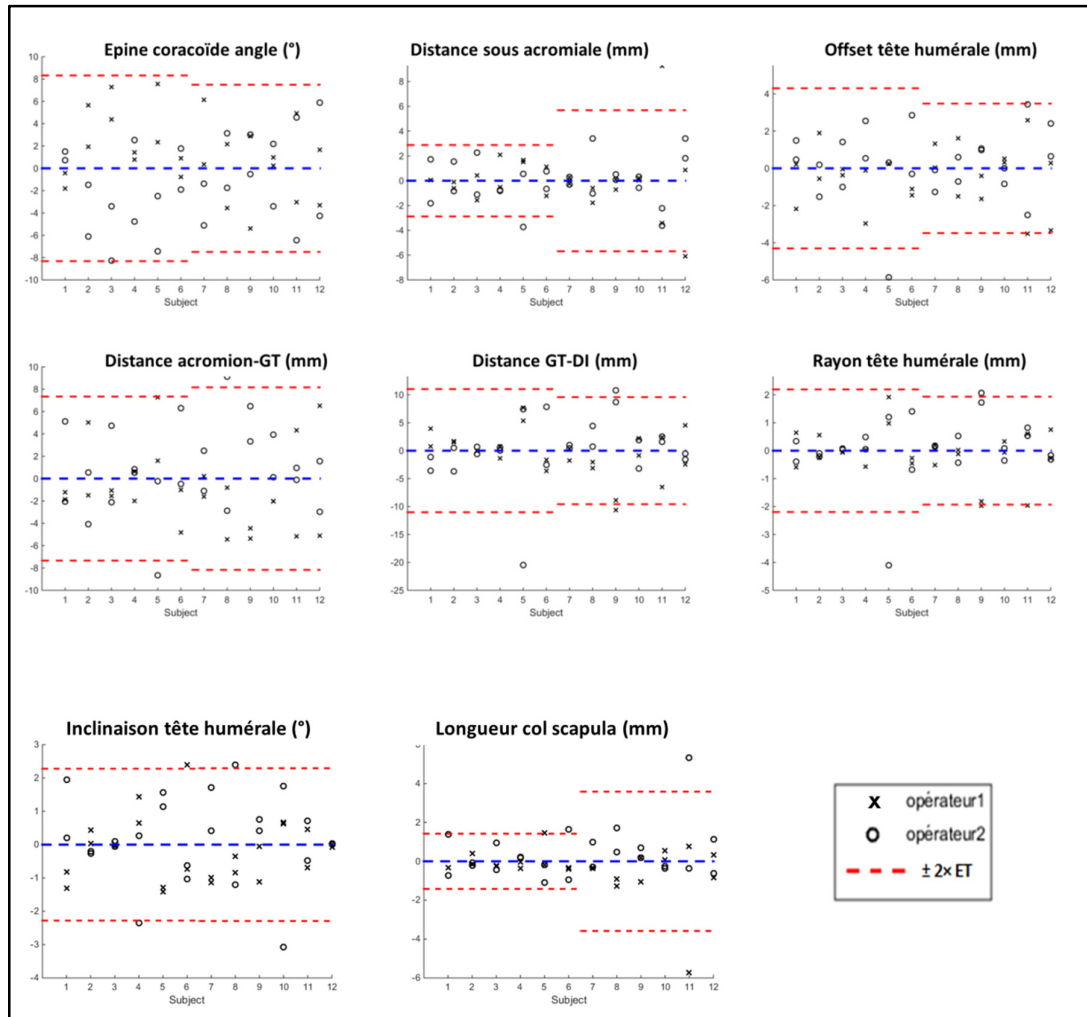 Epine coracoïde angle (°)
10
8
6
4
2
0
-2
-4
-6
-8
-10
1 2 3 4 5 6 7 8 9 10 11 12
Subject
Distance sous acromiale (mm)
8
6
4
2
0
-2
-4
-6
-8
1 2 3 4 5 6 7 8 9 10 11 12
Subject
Offset tête humérale (mm)
4
2
0
-2
-4
-6
1 2 3 4 5 6 7 8 9 10 11 12
Subject
Distance acromion-GT (mm)
8
6
4
2
0
-2
-4
-6
-8
-10
1 2 3 4 5 6 7 8 9 10 11 12
Subject
Distance GT-DI (mm)
10
5
0
-5
-10
-15
-20
-25
1 2 3 4 5 6 7 8 9 10 11 12
Subject
Rayon tête humérale (mm)
2
1
0
-1
-2
-3
-4
-5
1 2 3 4 5 6 7 8 9 10 11 12
Subject
Inclinaison tête humérale (°)
3
2
1
0
-1
-2
-3
-4
1 2 3 4 5 6 7 8 9 10 11 12
Subject
Longueur col scapula (mm)
4
2
0
-2
-4
-6
1 2 3 4 5 6 7 8 9 10 11 12
Subject
x opérateur1
o opérateur2
± 2× ET